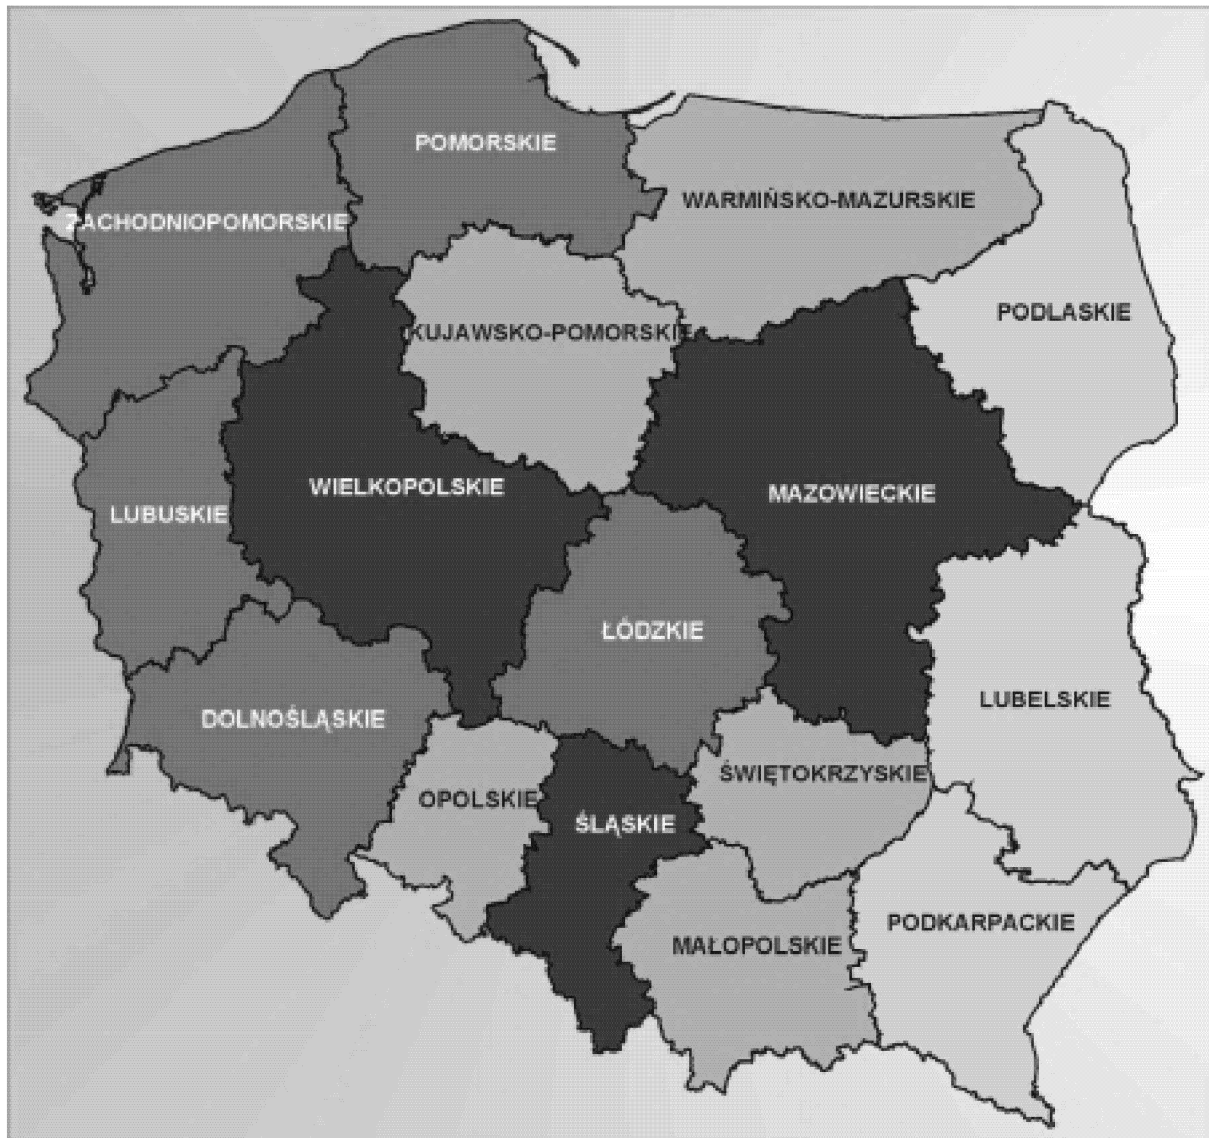 POMORSKIE
WARMIŃSKO-MAZURSKIE
ZACHODNIOPOMORSKIE
PODLASKIE
KUJAWSKO-POMORSKIE
WIELKOPOLSKIE
MAZOWIECKIE
LUBUSKIE
ŁÓDZKIE
LUBELSKIE
DOLNOŚLĄSKIE
ŚWIĘTOKRZYSKIE
OPOLSKIE
ŚLĄSKIE
PODKARPACKIE
MAŁOPOLSKIE